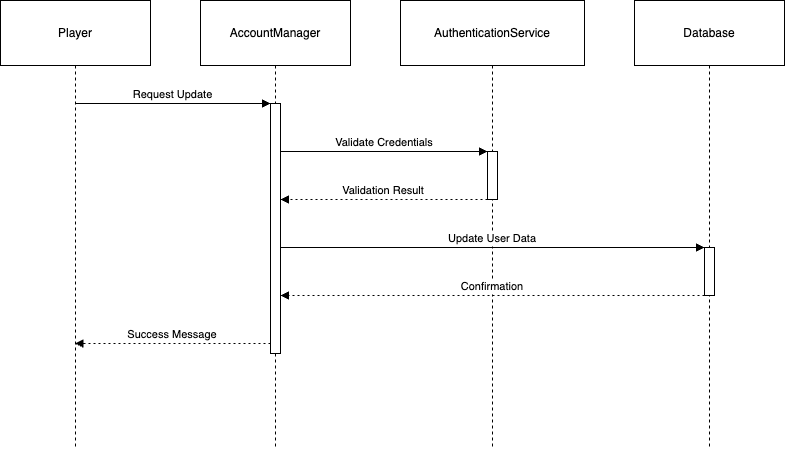 Player
AccountManager
AuthenticationService
Database
Request Update
Validate Credentials
Validation Result
Update User Data
Confirmation
Success Message